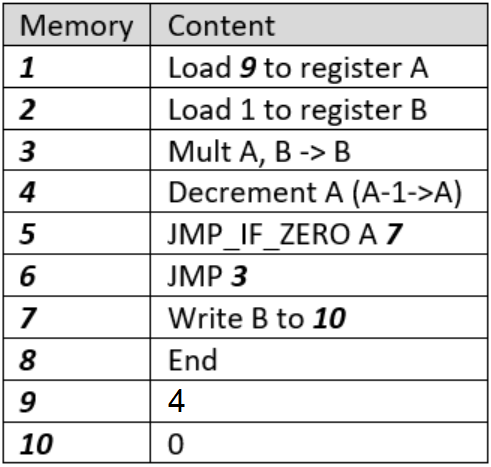 Memory Content
1 Load 9 to register A
2 Load 1 to register B
3 Mult A, B -> B
4 Decrement A (A-1->A)
5 JMP_IF_ZERO A 7
6 JMP 3
7 Write B to 10
8 End
9 4
10 0